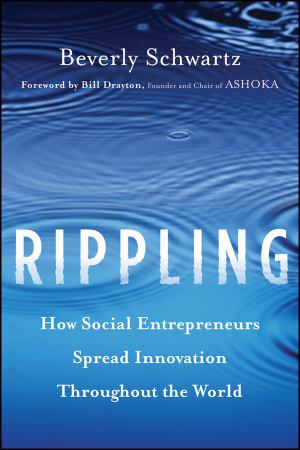 Beverly Schwartz
Foreword by Bill Drayton, Founder and Chair of ASHOKA
RIPPLING
How Social Entrepreneurs
Spread Innovation
Throughout the World